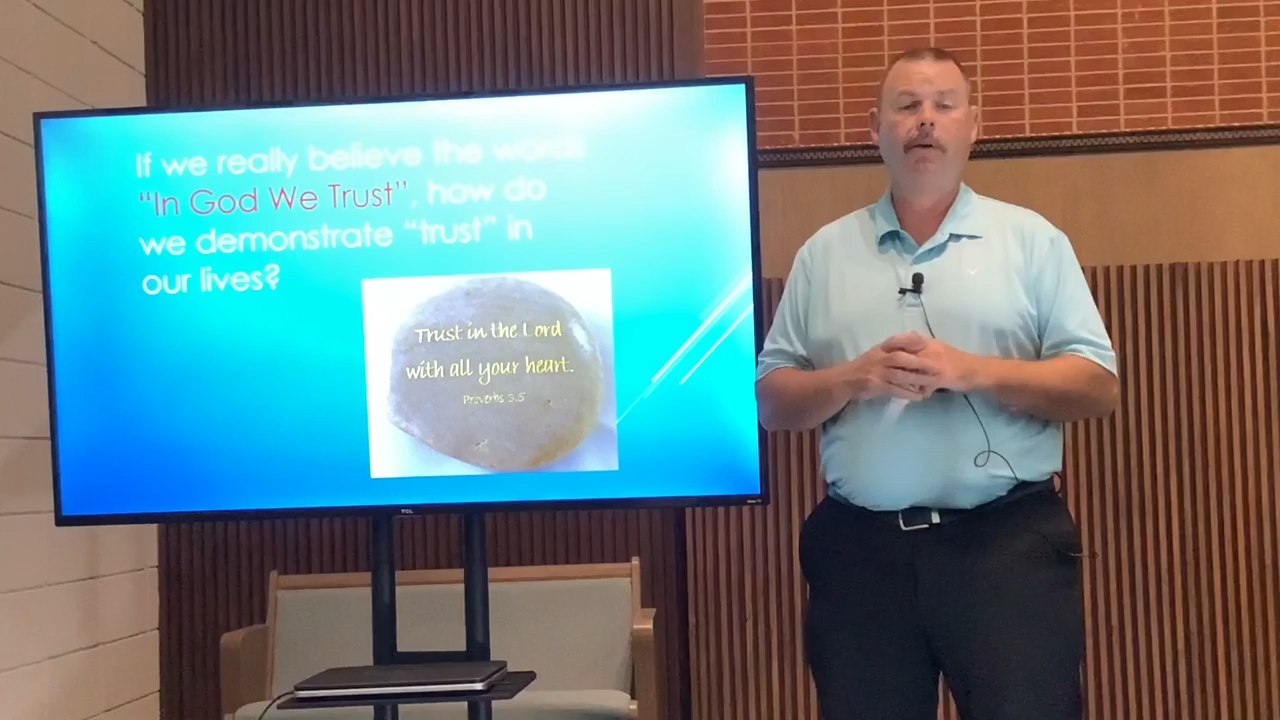 If we really believe the words
"In God We Trust", how do
we demonstrate "trust" in
our lives?
Trust in the Lord
with all your heart.
Proverbs 3:5
TCL